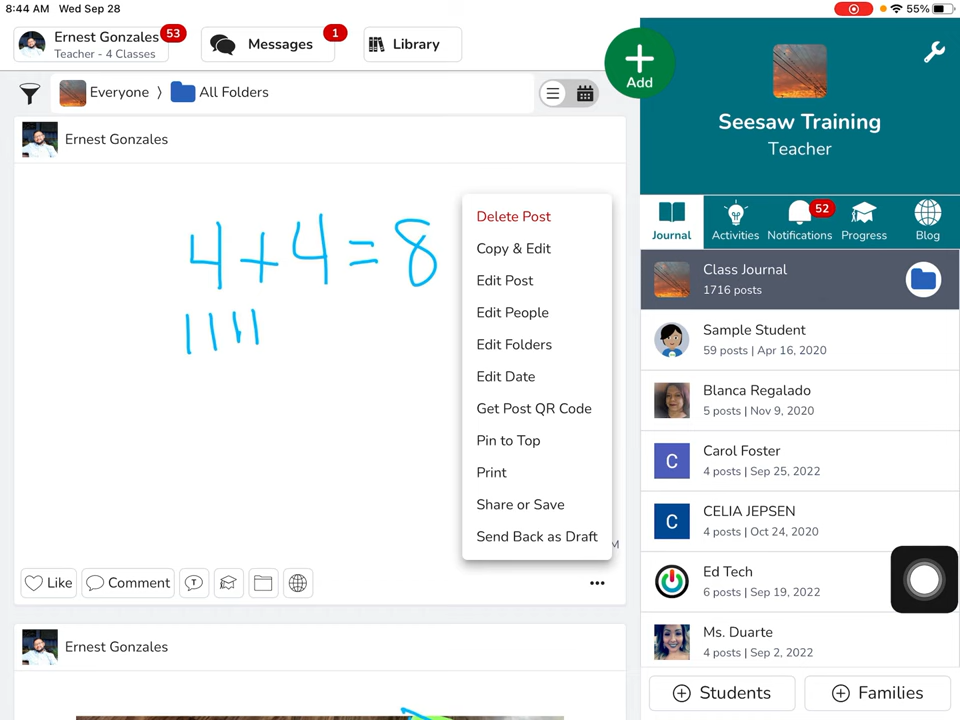 8:44 AM Wed Sep 28
55%
Ernest Gonzales
53
Teacher - 4 Classes
Messages
1
Library
Add
Everyone
All Folders
Ernest Gonzales
4+4=8
Delete Post
Copy & Edit
Edit Post
Edit People
Edit Folders
Edit Date
Get Post QR Code
Pin to Top
Print
Share or Save
Send Back as Draft
M
Like
Comment
T
Ernest Gonzales
Seesaw Training
Teacher
Journal
Activities
Notifications
52
Progress
Blog
Class Journal
1716 posts
Sample Student
59 posts | Apr 16, 2020
Blanca Regalado
5 posts | Nov 9, 2020
C
Carol Foster
4 posts | Sep 25, 2022
C
CELIA JEPSEN
4 posts | Oct 24, 2020
Ed Tech
6 posts | Sep 19, 2022
Ms. Duarte
4 posts | Sep 2, 2022
Students
Families